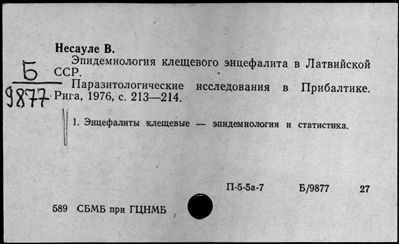 Несауле В.
Эпидемиология клещевого энцефалита в Латвийской
ССР.
Б
9877
Паразитологические исследования в Прибалтике.
Рига, 1976, с. 213—214.
1. Энцефалиты клещевые — эпидемиология и статистика.
П-5-5а-7 Б/9877 27
589 СБМБ при ГЦНМБ